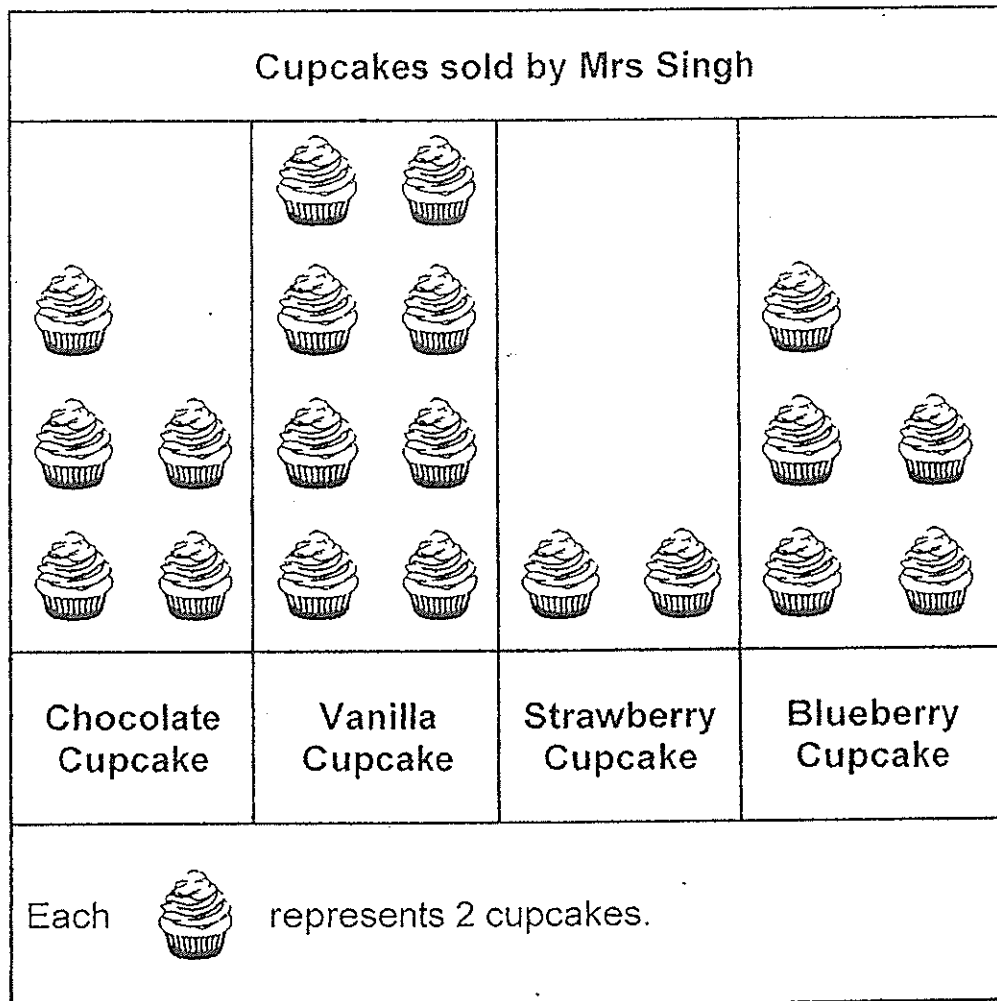 Cupcakes sold by Mrs Singh
Chocolate
Cupcake
Vanilla
Cupcake
Strawberry
Cupcake
Blueberry
Cupcake
Each represents 2 cupcakes.